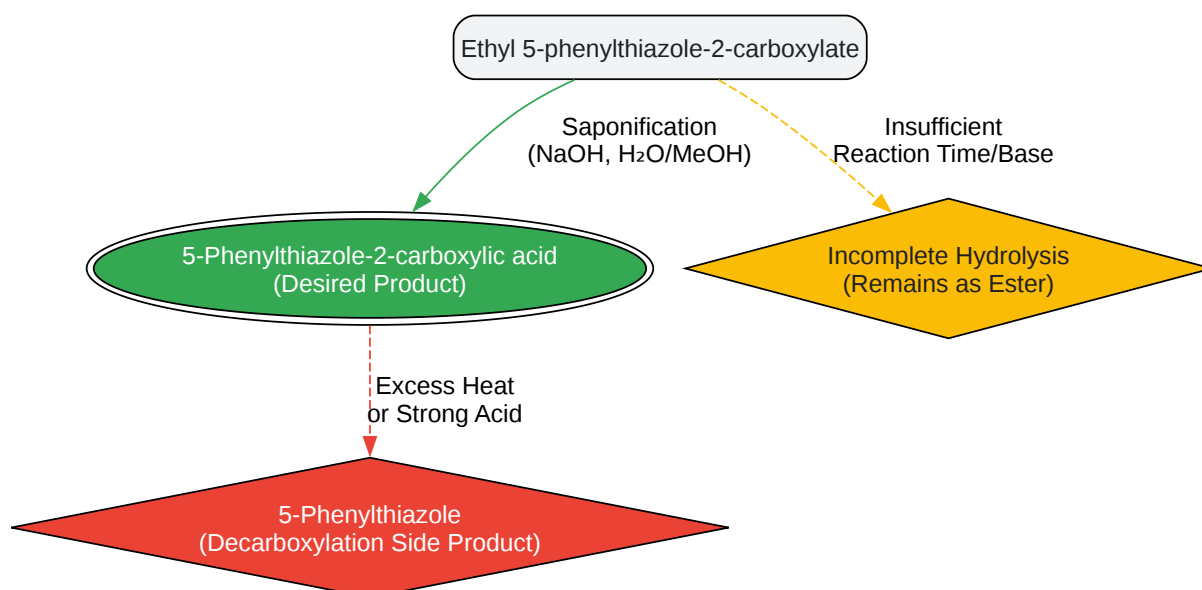 Ethyl 5-phenylthiazole-2-carboxylate
Saponification
(NaOH, H₂O/MeOH)
Insufficient
Reaction Time/Base
5-Phenylthiazole-2-carboxylic acid
(Desired Product)
Incomplete Hydrolysis
(Remains as Ester)
Excess Heat
or Strong Acid
5-Phenylthiazole
(Decarboxylation Side Product)